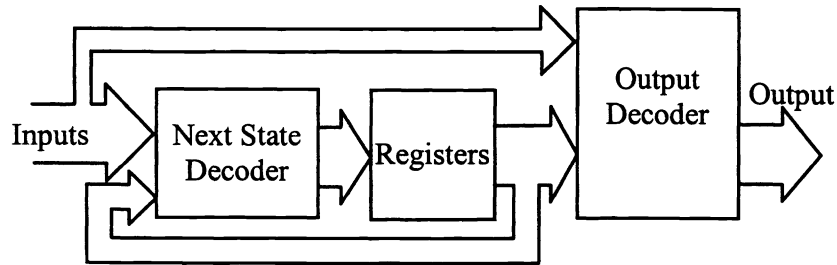 Inputs
Next State
Decoder
Registers
Output
Decoder
Output